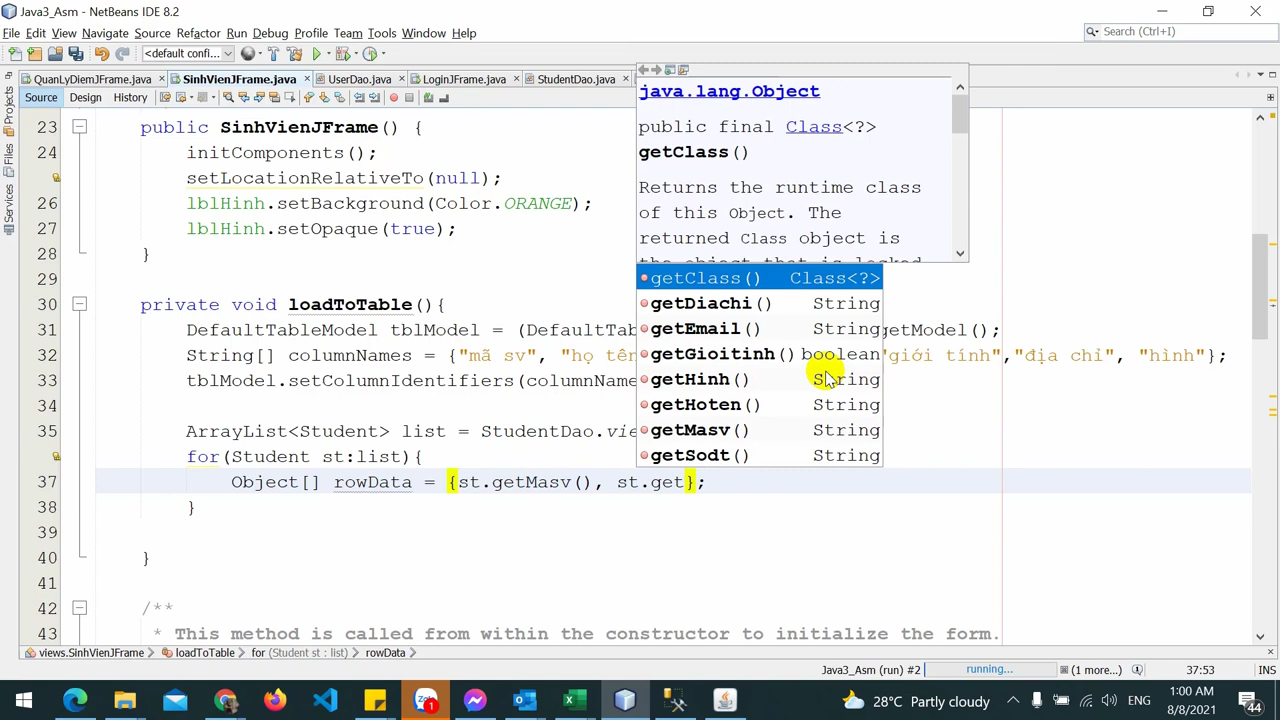 Java3_Asm - NetBeans IDE 8.2
File Edit View Navigate Source Refactor Run Debug Profile Team Tools Window Help
Search (Ctrl+I)
<default confi...
QuanLyDiemJFrame.java SinhVienJFrame.java UserDao.java LoginJFrame.java StudentDao.java
Source Design History
Projects
Files
Services
java.lang.Object
public final Class<?>
getClass()
Returns the runtime class
of this Object. The
returned Class object is
23 public SinhVienJFrame() {
24 initComponents();
setLocationRelativeTo(null);
26 lblHinh.setBackground(Color.ORANGE);
27 lblHinh.setOpaque(true);
28 }
29
30 private void loadToTable(){
31 DefaultTableModel tblModel = (DefaultTab getModel();
32 String[] columnNames = {"mã sv", "họ tên "giới tính","địa chỉ", "hình"};
33 tblModel.setColumnIdentifiers(columnName
34
35 ArrayList<Student> list = StudentDao.vie
for(Student st:list){
37 Object[] rowData = {st.getMasv(), st.get};
38 }
39
40 }
41
42 /**
43 * This method is called from within the constructor to initialize the form.
getClass() Class<?>
getDiachi() String
getEmail() String
getGioitinh() boolean
getHinh() String
getHoten() String
getMasv() String
getSodt() String
views.SinhVienJFrame loadToTable for (Student st : list) rowData
Java3_Asm (run) #2 running... (1 more...) 37:53 INS
1
28°C Partly cloudy
1:00 AM
8/8/2021
44